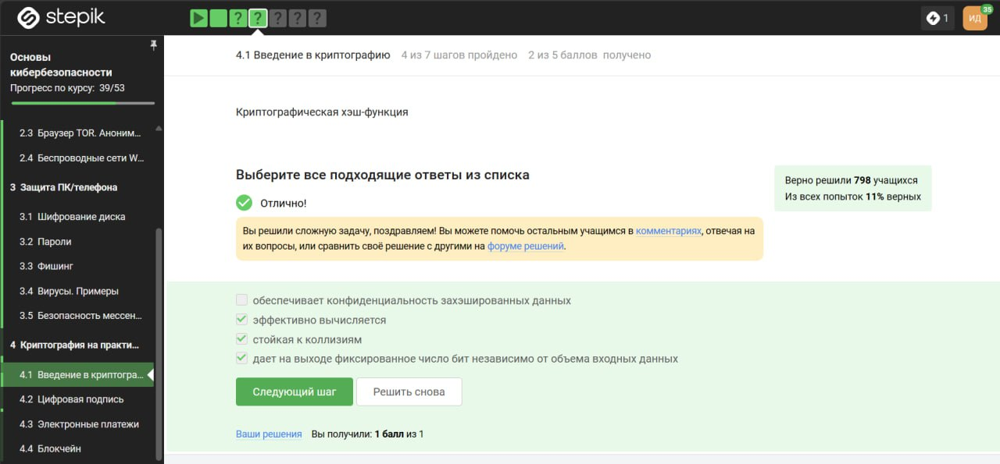 stepik
? ? ? ? ?
1
ИД
35
Основы
кибербезопасности
Прогресс по курсу: 39/53
2.3 Браузер TOR. Аноним...
2.4 Беспроводные сети W...
3 Защита ПК/телефона
3.1 Шифрование диска
3.2 Пароли
3.3 Фишинг
3.4 Вирусы. Примеры
3.5 Безопасность мессен...
4 Криптография на практи...
4.1 Введение в криптогра...
4.2 Цифровая подпись
4.3 Электронные платежи
4.4 Блокчейн
4.1 Введение в криптографию 4 из 7 шагов пройдено 2 из 5 баллов получено
Криптографическая хэш-функция
Выберите все подходящие ответы из списка
Отлично!
Вы решили сложную задачу, поздравляем! Вы можете помочь остальным учащимся в комментариях, отвечая на
их вопросы, или сравнить своё решение с другими на форуме решений.
Верно решили 798 учащихся
Из всех попыток 11% верных
обеспечивает конфиденциальность захэшированных данных
эффективно вычисляется
стойкая к коллизиям
дает на выходе фиксированное число бит независимо от объема входных данных
Следующий шаг
Решить снова
Ваши решения Вы получили: 1 балл из 1